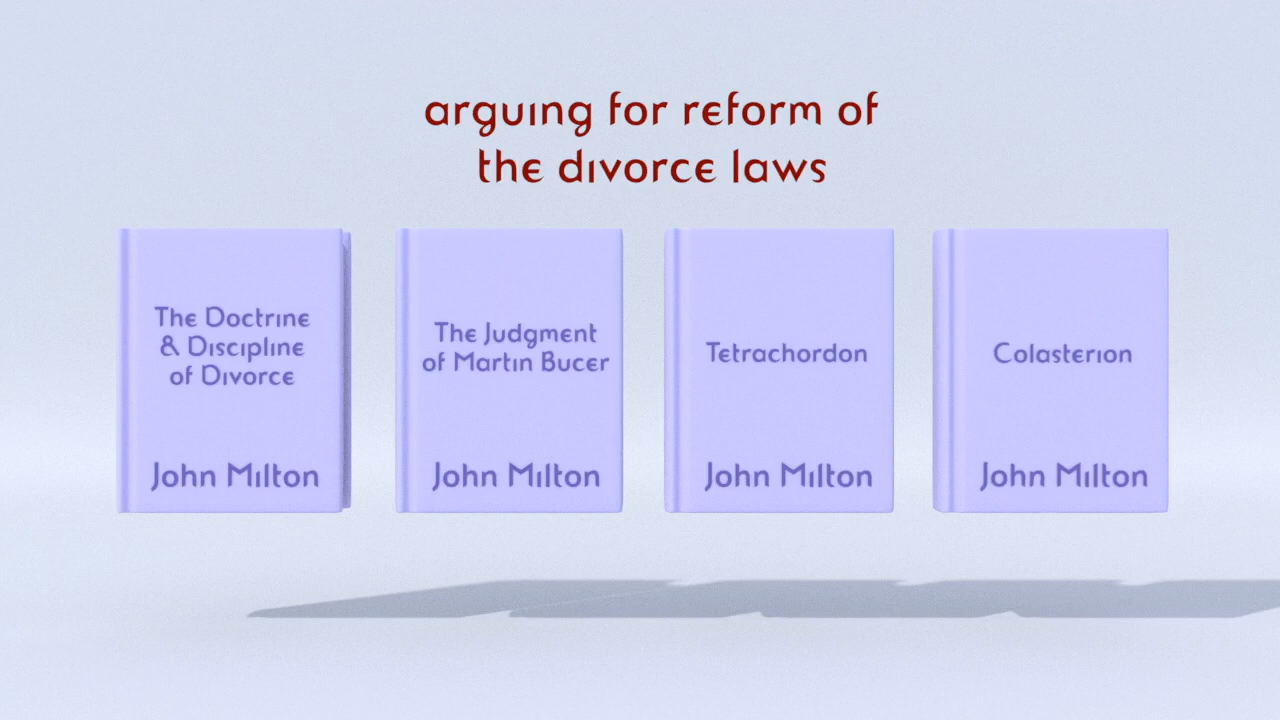 arguing for reform of
the divorce laws
The Doctrine
& Discipline
of Divorce
John Milton
The Judgment
of Martin Bucer
John Milton
Tetrachordon
John Milton
Colasterion
John Milton